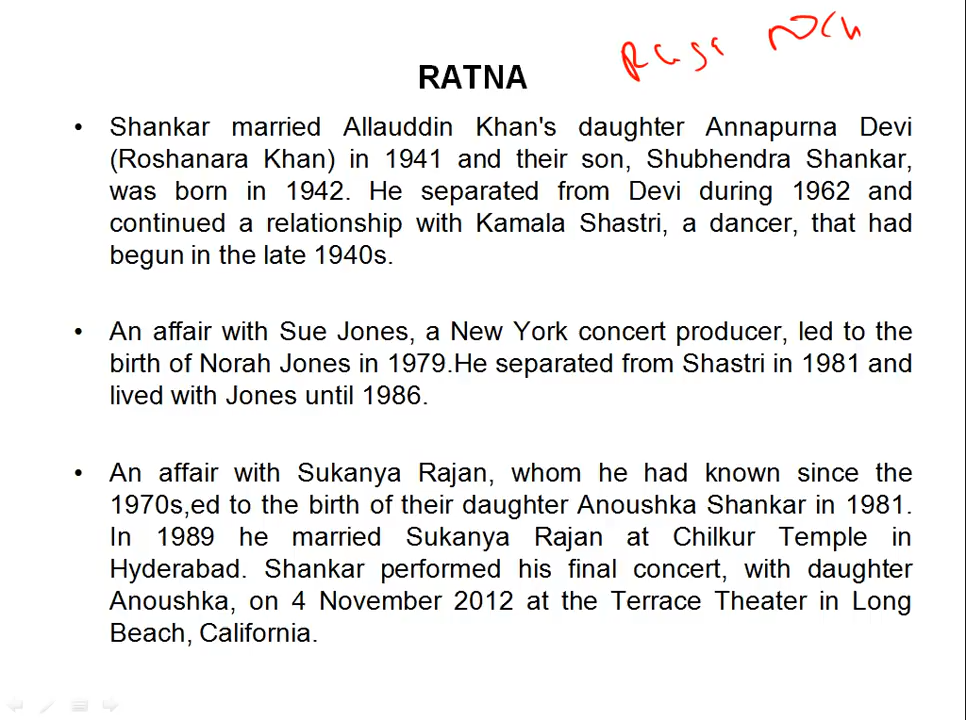 Raga rock
RATNA
• Shankar married Allauddin Khan's daughter Annapurna Devi
(Roshanara Khan) in 1941 and their son, Shubhendra Shankar,
was born in 1942. He separated from Devi during 1962 and
continued a relationship with Kamala Shastri, a dancer, that had
begun in the late 1940s.
• An affair with Sue Jones, a New York concert producer, led to the
birth of Norah Jones in 1979.He separated from Shastri in 1981 and
lived with Jones until 1986.
• An affair with Sukanya Rajan, whom he had known since the
1970s,ed to the birth of their daughter Anoushka Shankar in 1981.
In 1989 he married Sukanya Rajan at Chilkur Temple in
Hyderabad. Shankar performed his final concert, with daughter
Anoushka, on 4 November 2012 at the Terrace Theater in Long
Beach, California.